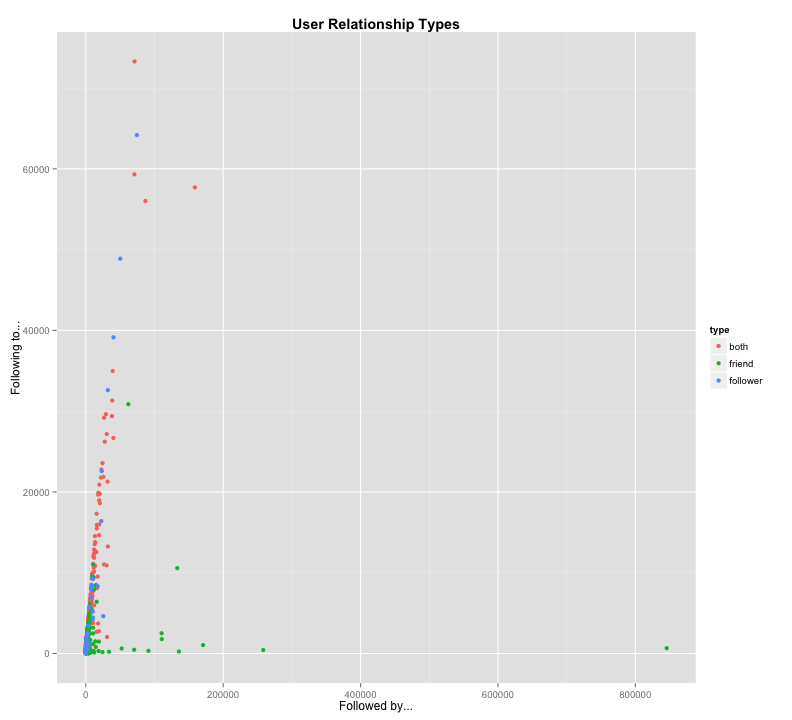 User Relationship Types
60000
40000
20000
0
Following to...
0
200000
400000
600000
800000
Followed by...
type
both
friend
follower